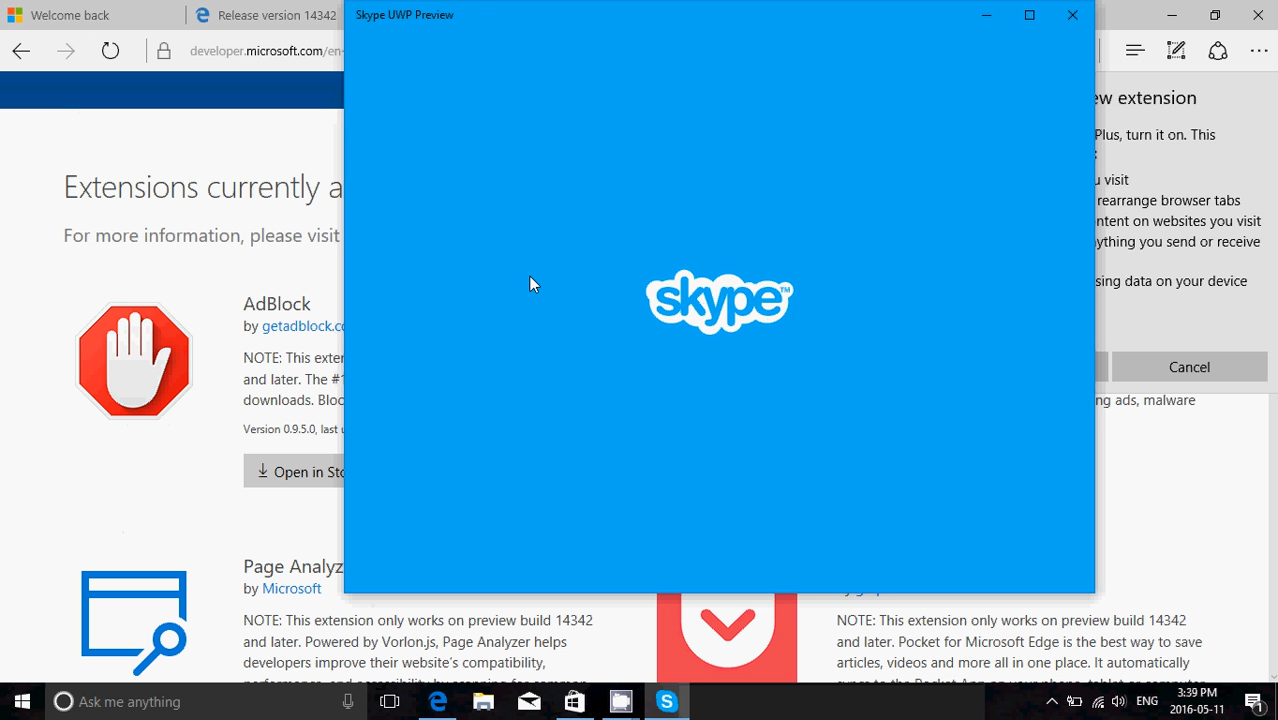 Welcome back
Release version 14342
Skype UWP Preview
developer.microsoft.com/en-
ew extension
Plus, turn it on. This
u visit
rearrange browser tabs
ntent on websites you visit
ything you send or receive
sing data on your device
Cancel
Extensions currently a
For more information, please visit
skype™
AdBlock
by getadblock.co
NOTE: This exten
and later. The #1
downloads. Bloc
ng ads, malware
Version 0.9.5.0, last u
Open in Sto
Page Analyz
by Microsoft
NOTE: This extension only works on preview build 14342
and later. Powered by Vorlon.js, Page Analyzer helps
developers improve their website's compatibility,
NOTE: This extension only works on preview build 14342
and later. Pocket for Microsoft Edge is the best way to save
articles, videos and more all in one place. It automatically
Ask me anything
ENG
3:39 PM
2016-05-11
1